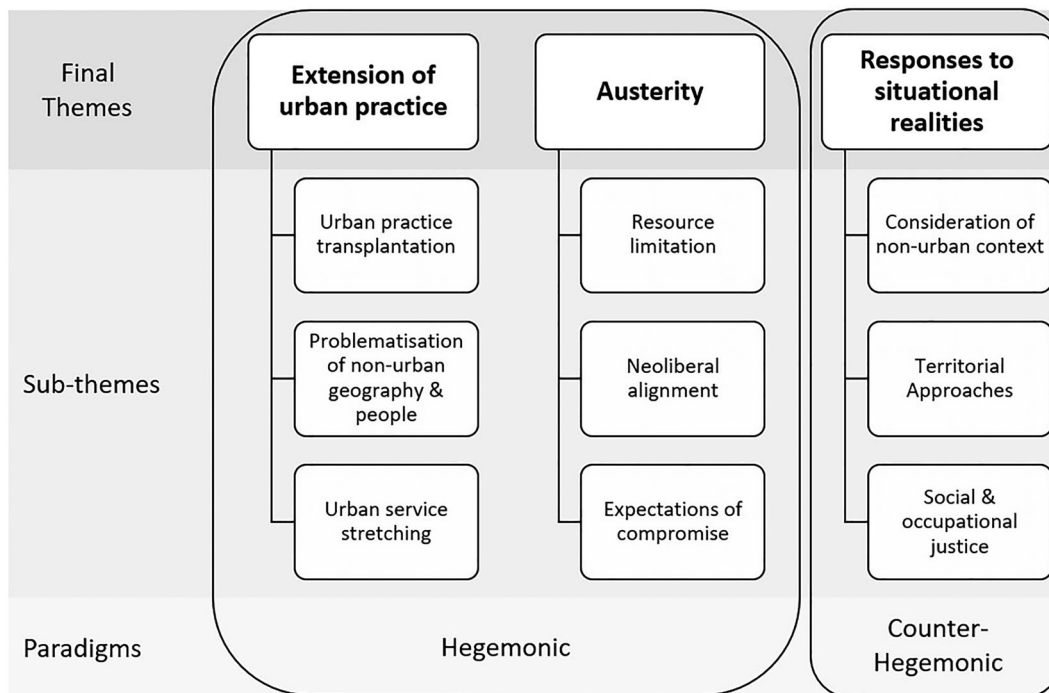 Final
Themes
Extension of
urban practice
Austerity
Responses to
situational
realities
Sub-themes
Urban practice
transplantation
Problematisation
of non-urban
geography &
people
Urban service
stretching
Resource
limitation
Neoliberal
alignment
Expectations of
compromise
Consideration of
non-urban context
Territorial
Approaches
Social &
occupational
justice
Paradigms
Hegemonic
Counter-
Hegemonic